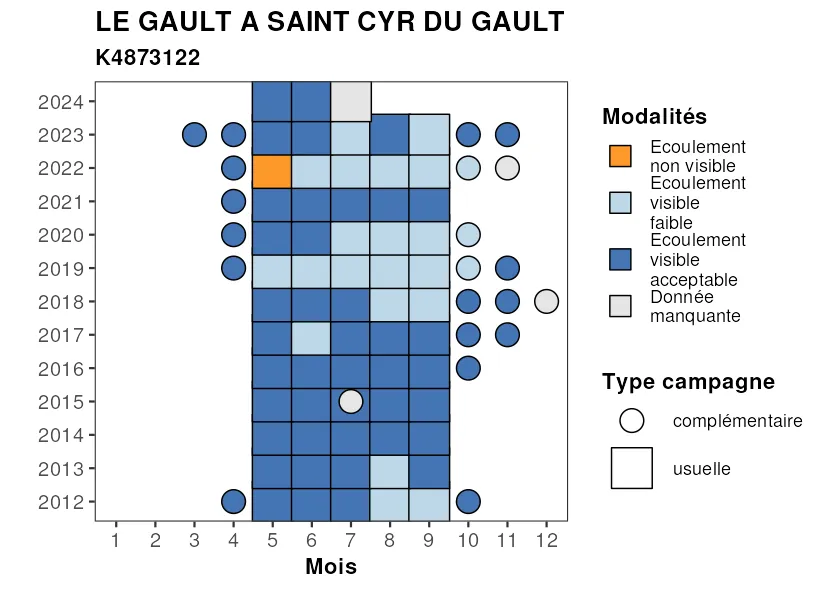 LE GAULT A SAINT CYR DU GAULT
K4873122
2024
2023
2022
2021
2020
2019
2018
2017
2016
2015
2014
2013
2012
1 2 3 4 5 6 7 8 9 10 11 12
Mois
Modalités
Ecoulement
non visible
Ecoulement
visible
faible
Ecoulement
visible
acceptable
Donnée
manquante
Type campagne
complémentaire
usuelle